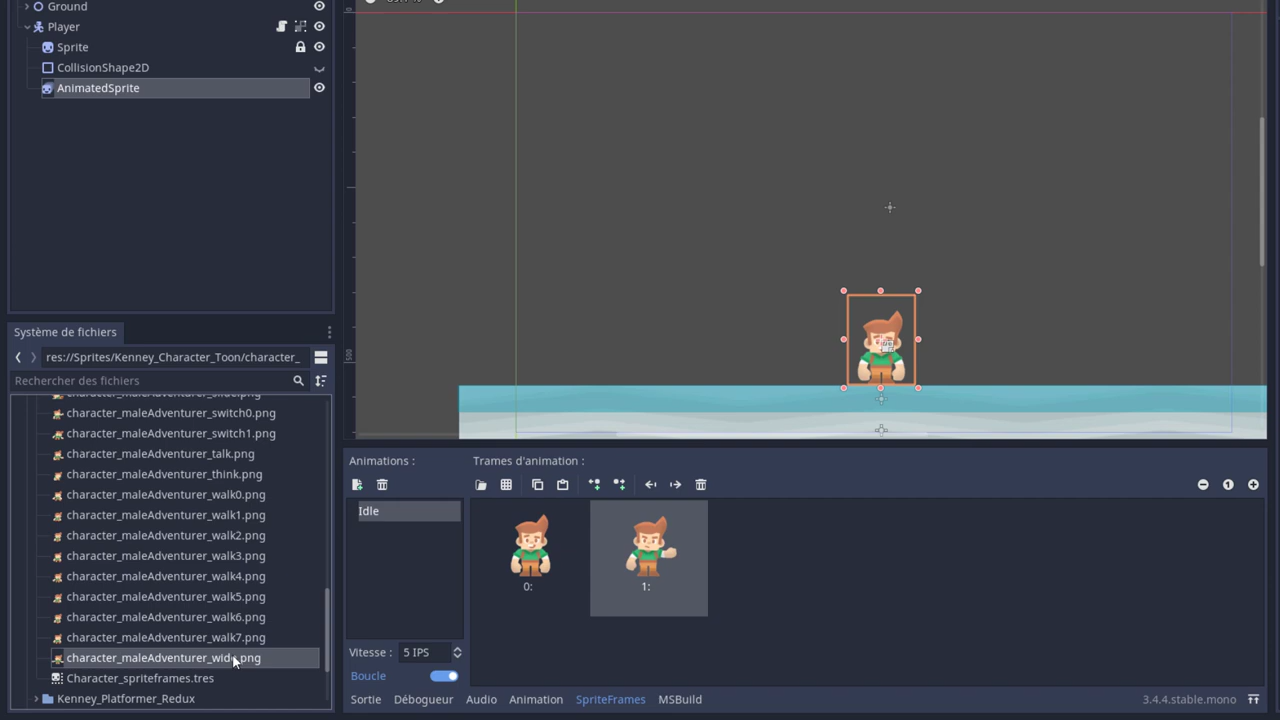 Ground
Player
Sprite
CollisionShape2D
AnimatedSprite
Système de fichiers
res://Sprites/Kenney_Character_Toon/character_
Rechercher des fichiers
character_maleAdventurer_switch0.png
character_maleAdventurer_switch1.png
character_maleAdventurer_talk.png
character_maleAdventurer_think.png
character_maleAdventurer_walk0.png
character_maleAdventurer_walk1.png
character_maleAdventurer_walk2.png
character_maleAdventurer_walk3.png
character_maleAdventurer_walk4.png
character_maleAdventurer_walk5.png
character_maleAdventurer_walk6.png
character_maleAdventurer_walk7.png
character_maleAdventurer_wide.png
Character_spriteframes.tres
Kenney_Platformer_Redux
500
Animations :
Idle
Vitesse : 5 IPS
Boucle
Trames d'animation :
0:
1:
Sortie Débogueur Audio Animation SpriteFrames MSBuild
3.4.4.stable.mono